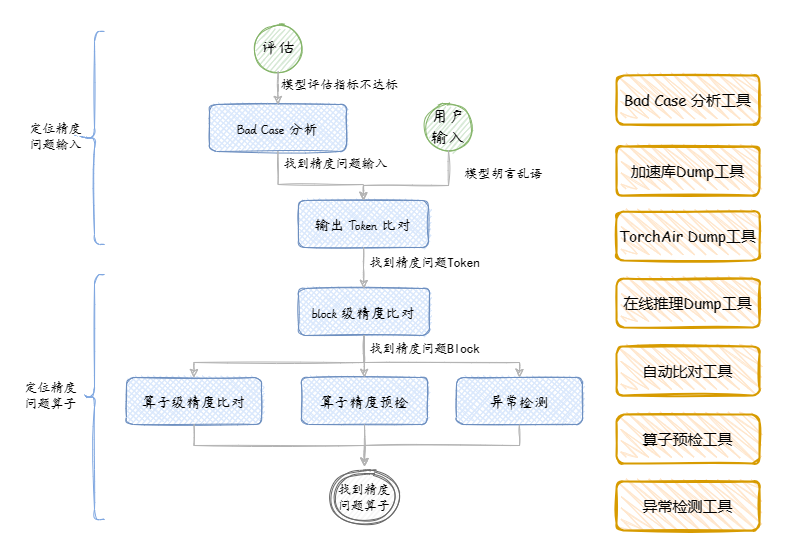 评估
模型评估指标不达标
Bad Case 分析
用户
输入
定位精度
问题输入
找到精度问题输入
模型胡言乱语
输出 Token 比对
找到精度问题Token
block 级精度比对
找到精度问题Block
定位精度
问题算子
算子级精度比对
算子精度预检
异常检测
找到精度
问题算子
Bad Case 分析工具
加速库Dump工具
TorchAir Dump工具
在线推理Dump工具
自动比对工具
算子预检工具
异常检测工具